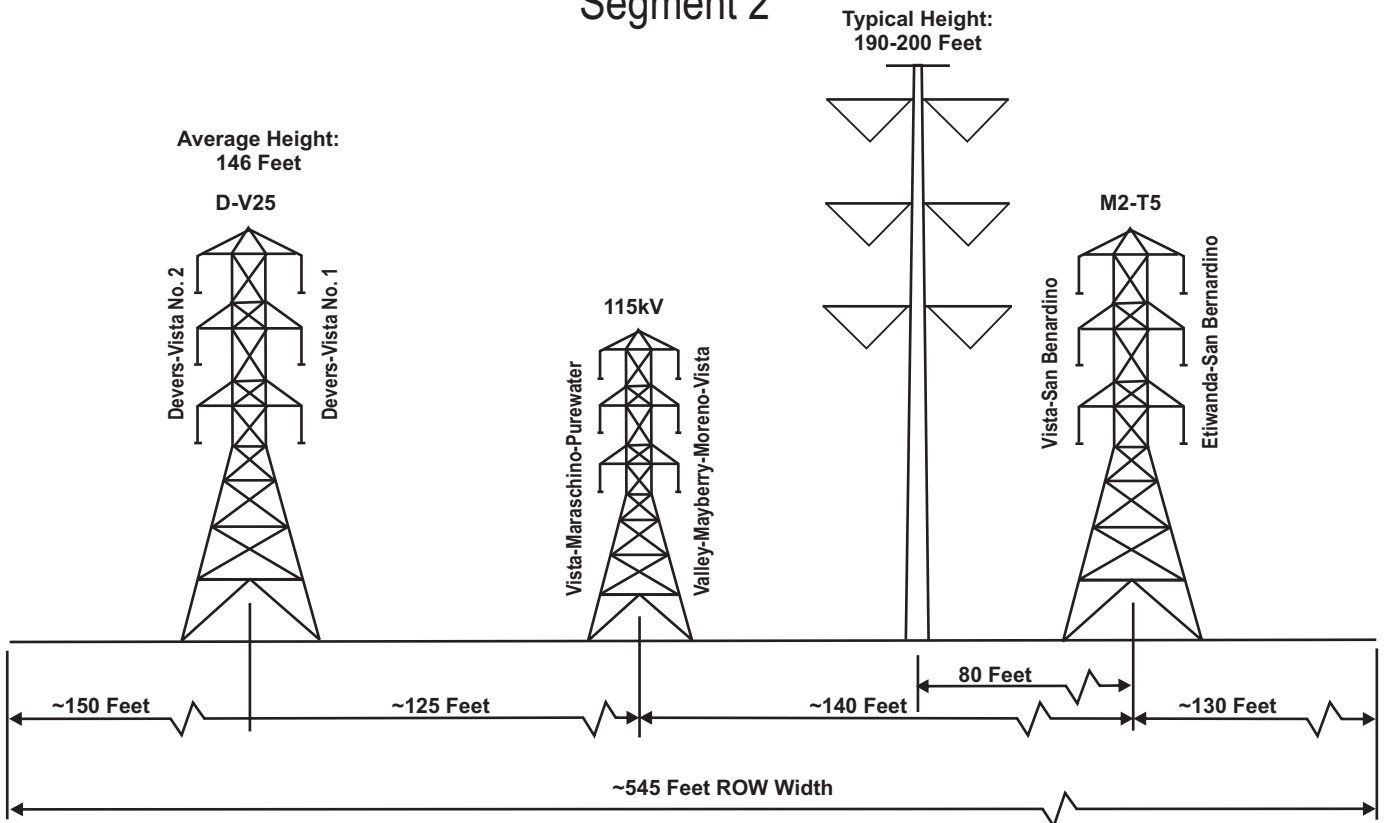 Segment 2
Typical Height:
190-200 Feet
Average Height:
146 Feet
D-V25
Devers-Vista No. 2
Devers-Vista No. 1
115kV
Vista-Maraschino-Purewater
Valley-Mayberry-Moreno-Vista
M2-T5
Vista-San Benardino
Etiwanda-San Bernardino
80 Feet
~150 Feet
~125 Feet
~140 Feet
~130 Feet
~545 Feet ROW Width